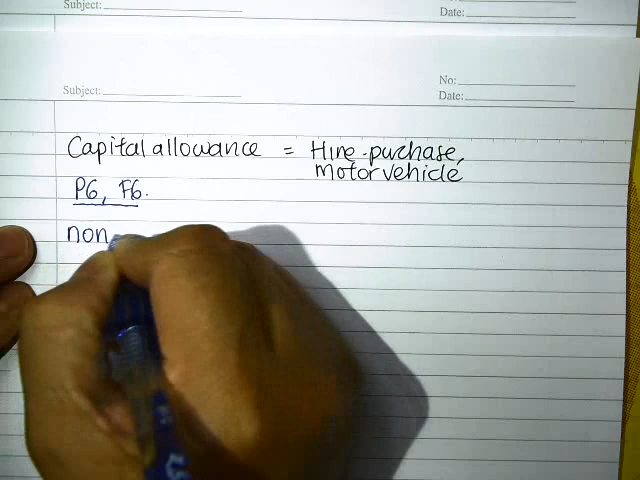 Subject:
Date:
No:
Subject:
Date:
Capital allowance = Hire-purchase,
motor vehicle
P6, F6.
non